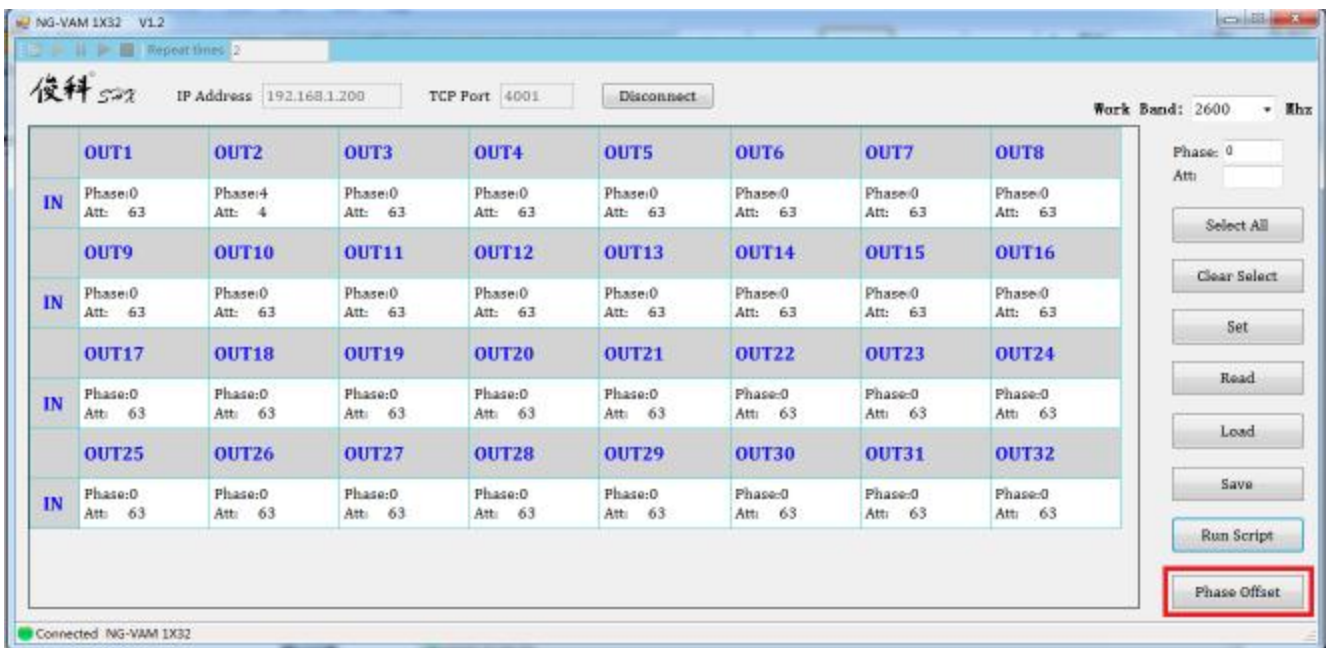 NG-VAM 1X32 V1.2
Repeat times 2
俊科 IP Address 192.168.1.200 TCP Port 4001 Disconnect
Work Band: 2600 Mhz
OUT1 OUT2 OUT3 OUT4 OUT5 OUT6 OUT7 OUT8
Phase: 0
Att:
IN Phase:0 Phase:4 Phase:0 Phase:0 Phase:0 Phase:0 Phase:0 Phase:0
Att: 63 Att: 4 Att: 63 Att: 63 Att: 63 Att: 63 Att: 63 Att: 63
Select All
OUT9 OUT10 OUT11 OUT12 OUT13 OUT14 OUT15 OUT16
Clear Select
IN Phase:0 Phase:0 Phase:0 Phase:0 Phase:0 Phase:0 Phase:0 Phase:0
Att: 63 Att: 63 Att: 63 Att: 63 Att: 63 Att: 63 Att: 63 Att: 63
Set
OUT17 OUT18 OUT19 OUT20 OUT21 OUT22 OUT23 OUT24
Read
IN Phase:0 Phase:0 Phase:0 Phase:0 Phase:0 Phase:0 Phase:0 Phase:0
Att: 63 Att: 63 Att: 63 Att: 63 Att: 63 Att: 63 Att: 63 Att: 63
Load
OUT25 OUT26 OUT27 OUT28 OUT29 OUT30 OUT31 OUT32
Save
IN Phase:0 Phase:0 Phase:0 Phase:0 Phase:0 Phase:0 Phase:0 Phase:0
Att: 63 Att: 63 Att: 63 Att: 63 Att: 63 Att: 63 Att: 63 Att: 63
Run Script
Phase Offset
Connected NG-VAM 1X32